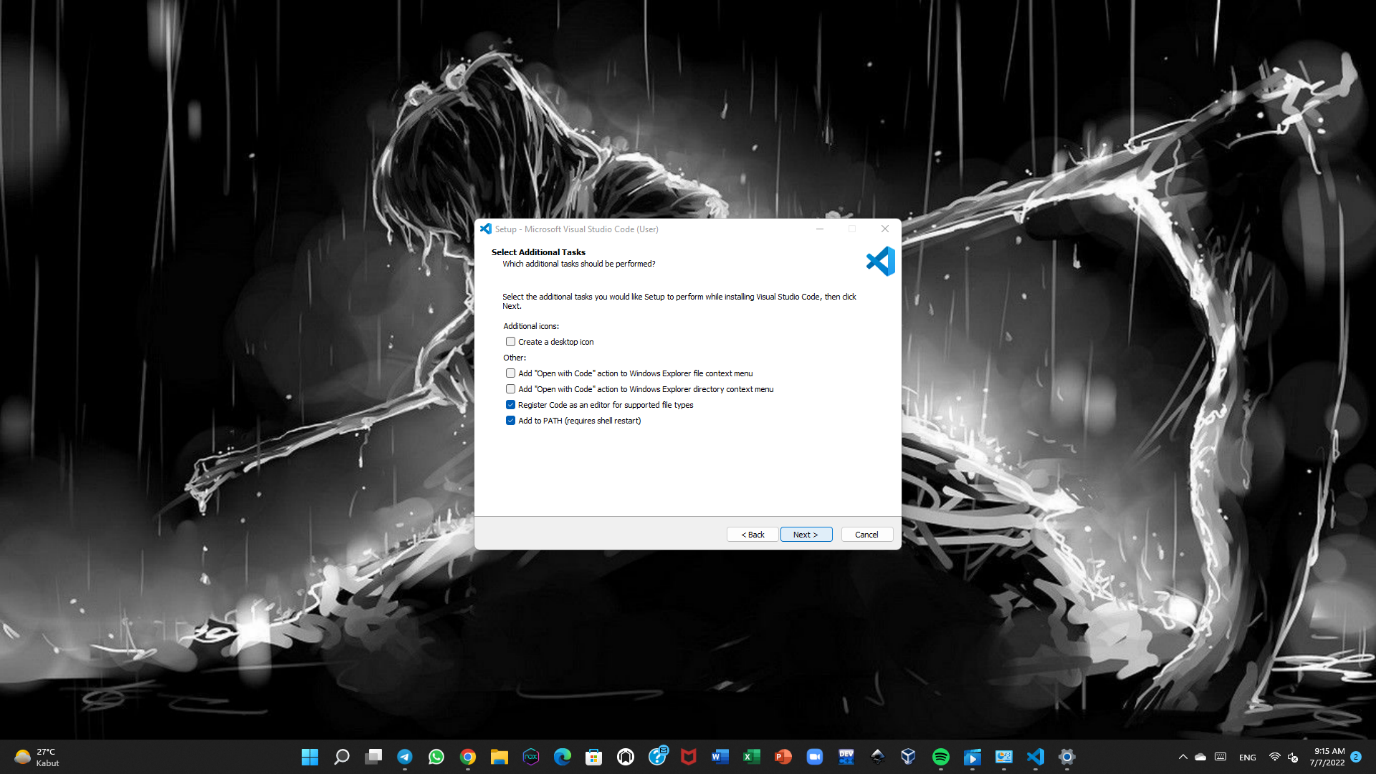 Setup - Microsoft Visual Studio Code (User)
Select Additional Tasks
Which additional tasks should be performed?
Select the additional tasks you would like Setup to perform while installing Visual Studio Code, then click
Next.
Additional icons:
Create a desktop icon
Other:
Add "Open with Code" action to Windows Explorer file context menu
Add "Open with Code" action to Windows Explorer directory context menu
Register Code as an editor for supported file types
Add to PATH (requires shell restart)
< Back
Next >
Cancel
27°C
Kabut
nox
DEV
ENG
9:15 AM
7/7/2022
2